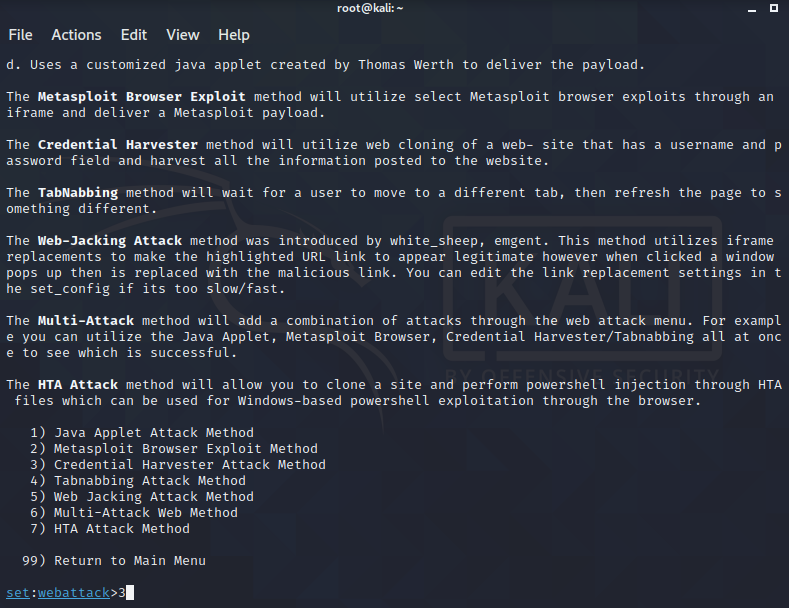 root@kali: ~
File Actions Edit View Help
d. Uses a customized java applet created by Thomas Werth to deliver the payload.
The Metasploit Browser Exploit method will utilize select Metasploit browser exploits through an
iframe and deliver a Metasploit payload.
The Credential Harvester method will utilize web cloning of a web- site that has a username and p
assword field and harvest all the information posted to the website.
The TabNabbing method will wait for a user to move to a different tab, then refresh the page to s
omething different.
The Web-Jacking Attack method was introduced by white_sheep, emgent. This method utilizes iframe
replacements to make the highlighted URL link to appear legitimate however when clicked a window
pops up then is replaced with the malicious link. You can edit the link replacement settings in t
he set_config if its too slow/fast.
The Multi-Attack method will add a combination of attacks through the web attack menu. For exampl
e you can utilize the Java Applet, Metasploit Browser, Credential Harvester/Tabnabbing all at onc
e to see which is successful.
The HTA Attack method will allow you to clone a site and perform powershell injection through HTA
files which can be used for Windows-based powershell exploitation through the browser.
1) Java Applet Attack Method
2) Metasploit Browser Exploit Method
3) Credential Harvester Attack Method
4) Tabnabbing Attack Method
5) Web Jacking Attack Method
6) Multi-Attack Web Method
7) HTA Attack Method
99) Return to Main Menu
set:webattack>3
KALI
BY OFFENSIVE SECURITY